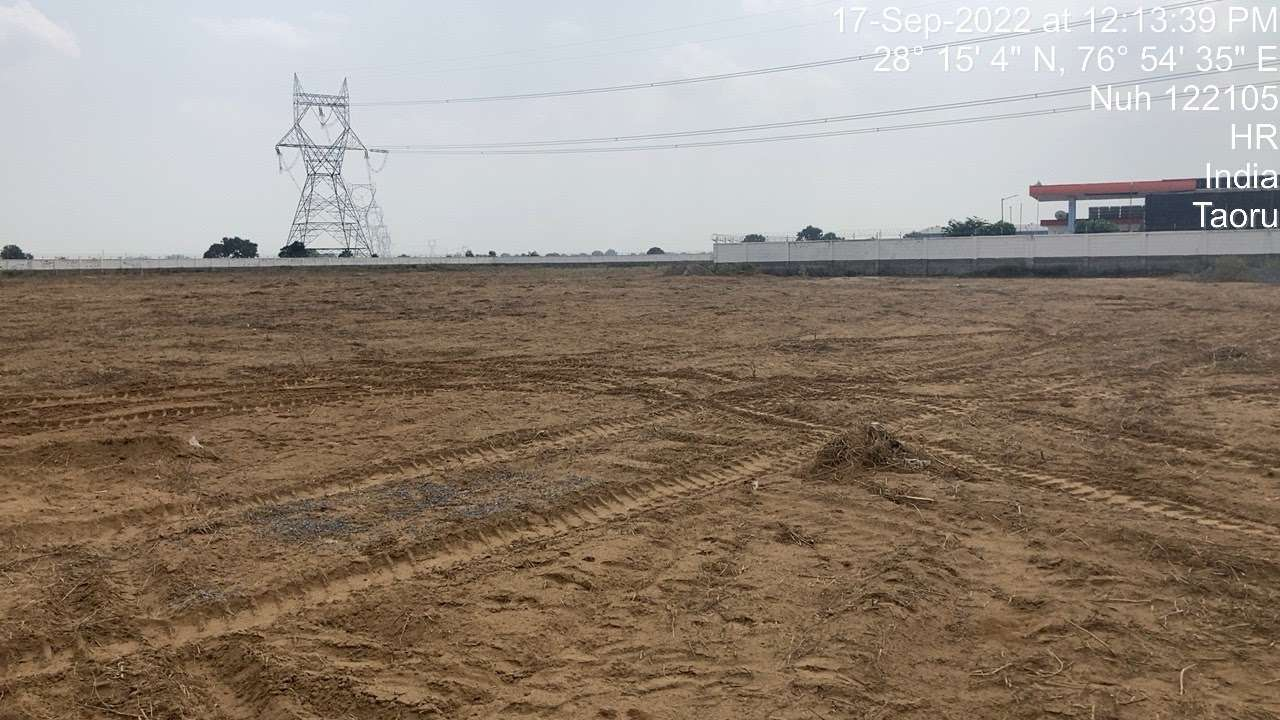 17-Sep-2022 at 12:13:39 PM
28° 15' 4" N, 76° 54' 35" E
Nuh 122105
HR
India
Taoru